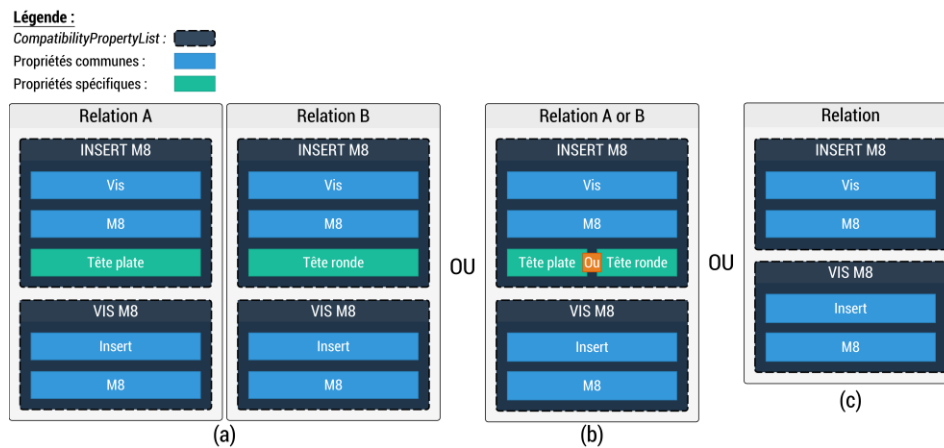 Légende :
CompatibilityPropertyList :
Propriétés communes :
Propriétés spécifiques :
Relation A
INSERT M8
Vis
M8
Tête plate
VIS M8
Insert
M8
Relation B
INSERT M8
Vis
M8
Tête ronde
VIS M8
Insert
M8
(a)
OU
Relation A or B
INSERT M8
Vis
M8
Tête plate Ou Tête ronde
VIS M8
Insert
M8
(b)
OU
Relation
INSERT M8
Vis
M8
VIS M8
Insert
M8
(c)